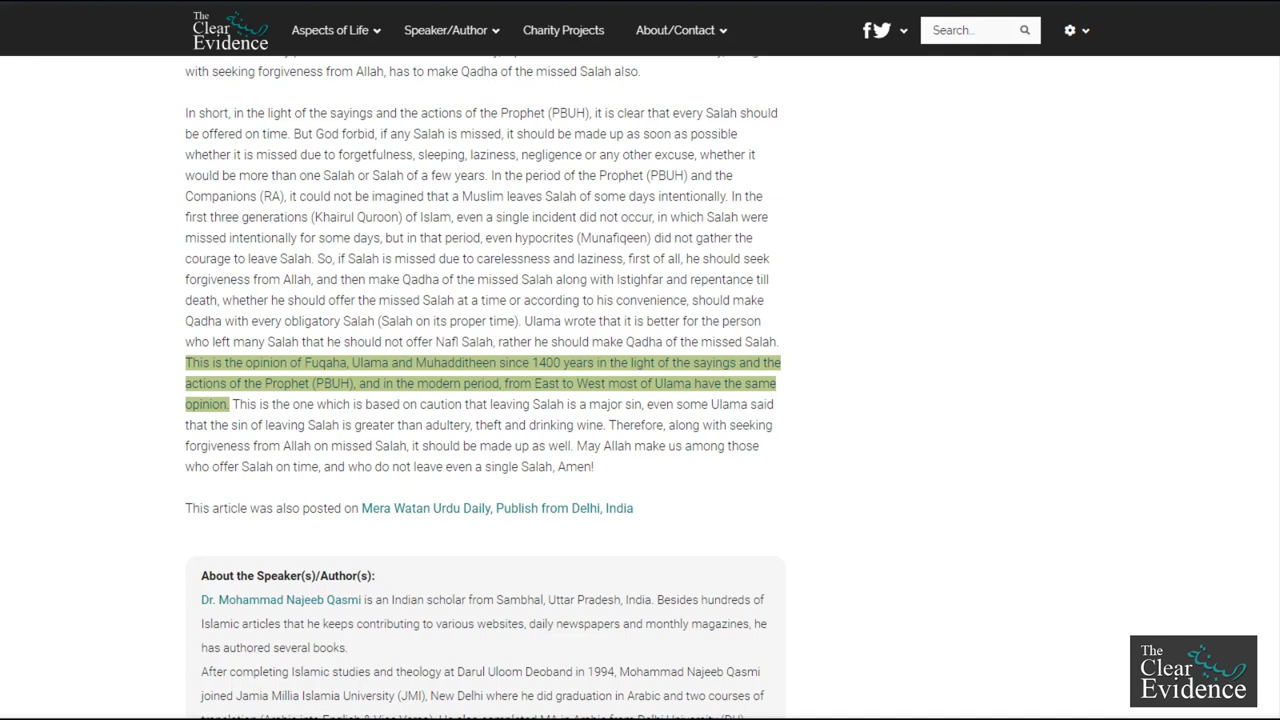 The Clear Evidence
Aspects of Life
Speaker/Author
Charity Projects
About/Contact
Search...
with seeking forgiveness from Allah, has to make Qadha of the missed Salah also.
In short, in the light of the sayings and the actions of the Prophet (PBUH), it is clear that every Salah should
be offered on time. But God forbid, if any Salah is missed, it should be made up as soon as possible
whether it is missed due to forgetfulness, sleeping, laziness, negligence or any other excuse, whether it
would be more than one Salah or Salah of a few years. In the period of the Prophet (PBUH) and the
Companions (RA), it could not be imagined that a Muslim leaves Salah of some days intentionally. In the
first three generations (Khairul Quroon) of Islam, even a single incident did not occur, in which Salah were
missed intentionally for some days, but in that period, even hypocrites (Munafiqeen) did not gather the
courage to leave Salah. So, if Salah is missed due to carelessness and laziness, first of all, he should seek
forgiveness from Allah, and then make Qadha of the missed Salah along with Istighfar and repentance till
death, whether he should offer the missed Salah at a time or according to his convenience, should make
Qadha with every obligatory Salah (Salah on its proper time). Ulama wrote that it is better for the person
who left many Salah that he should not offer Nafl Salah, rather he should make Qadha of the missed Salah.
This is the opinion of Fuqaha, Ulama and Muhadditheen since 1400 years in the light of the sayings and the
actions of the Prophet (PBUH), and in the modern period, from East to West most of Ulama have the same
opinion. This is the one which is based on caution that leaving Salah is a major sin, even some Ulama said
that the sin of leaving Salah is greater than adultery, theft and drinking wine. Therefore, along with seeking
forgiveness from Allah on missed Salah, it should be made up as well. May Allah make us among those
who offer Salah on time, and who do not leave even a single Salah, Amen!
This article was also posted on Mera Watan Urdu Daily, Publish from Delhi, India
About the Speaker(s)/Author(s):
Dr. Mohammad Najeeb Qasmi is an Indian scholar from Sambhal, Uttar Pradesh, India. Besides hundreds of
Islamic articles that he keeps contributing to various websites, daily newspapers and monthly magazines, he
has authored several books.
After completing Islamic studies and theology at Darul Uloom Deoband in 1994, Mohammad Najeeb Qasmi
joined Jamia Millia Islamia University (JMI), New Delhi where he did graduation in Arabic and two courses of
The Clear Evidence